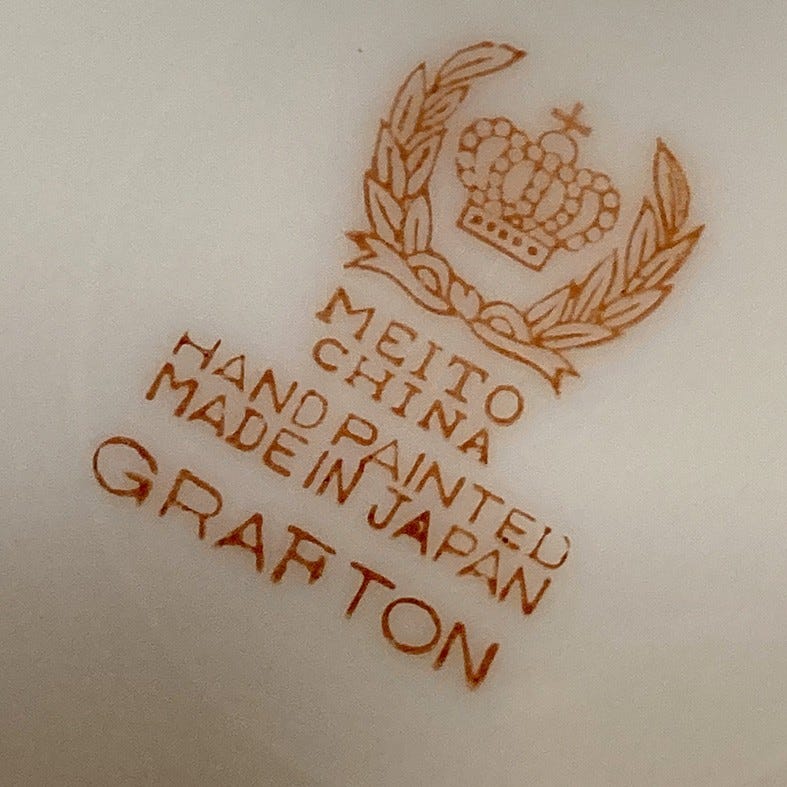 MEITO
CHINA
HAND PAINTED
MADE IN JAPAN
GRAFTON